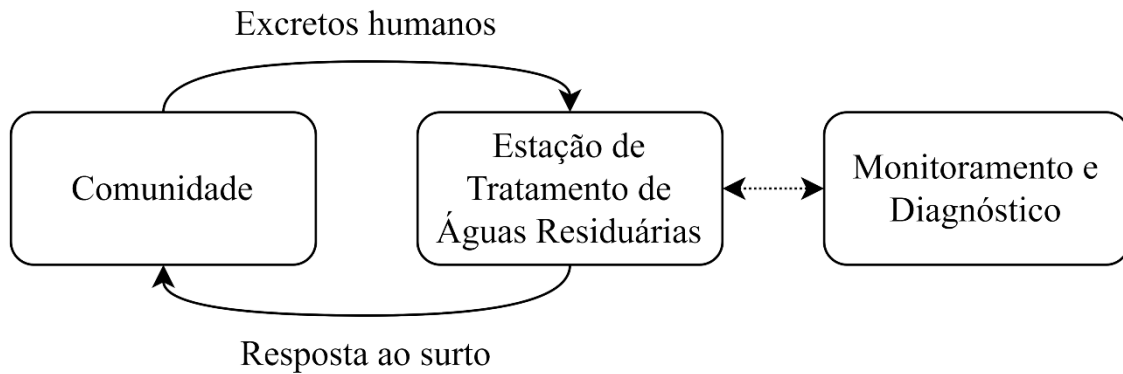 Excretos humanos
Comunidade
Estação de
Tratamento de
Águas Residuárias
Monitoramento e
Diagnóstico
Resposta ao surto